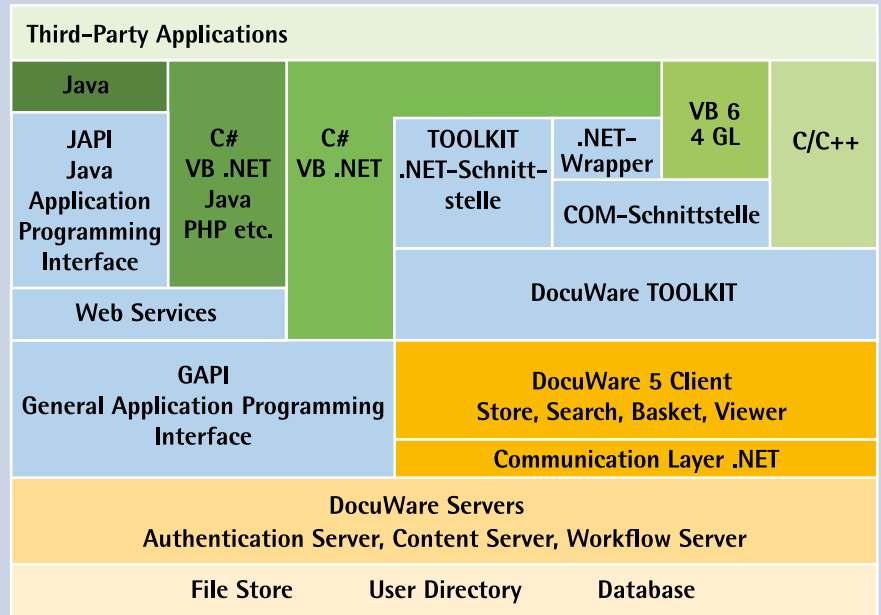 Third-Party Applications
Java
JAPI
Java
Application
Programming
Interface
C#
VB .NET
Java
PHP etc.
C#
VB .NET
TOOLKIT
.NET-Schnitt-
stelle
.NET-
Wrapper
VB 6
4 GL
C/C++
COM-Schnittstelle
Web Services
DocuWare TOOLKIT
GAPI
General Application Programming
Interface
DocuWare 5 Client
Store, Search, Basket, Viewer
Communication Layer .NET
DocuWare Servers
Authentication Server, Content Server, Workflow Server
File Store User Directory Database